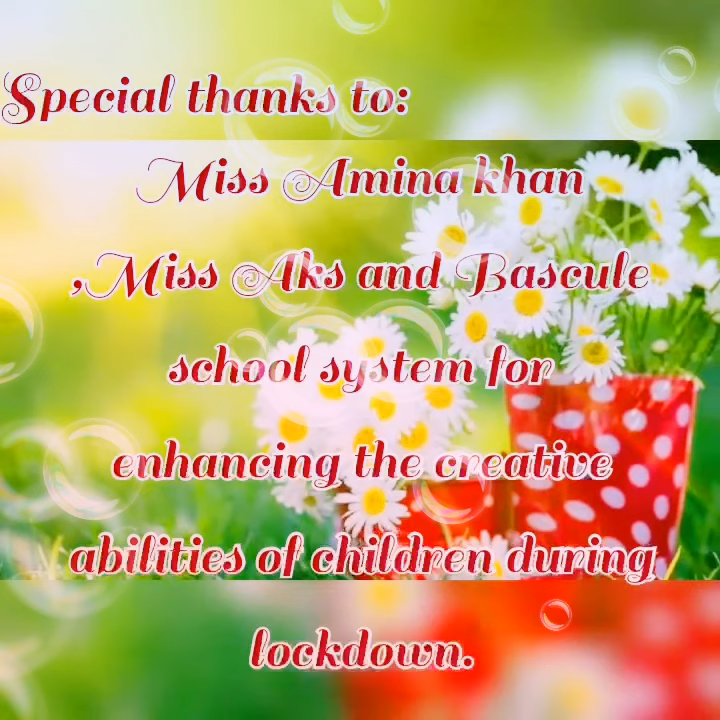 Special thanks to:
Miss Amina khan
,Miss Aks and Bascule
school system for
enhancing the creative
abilities of children during
lockdown.